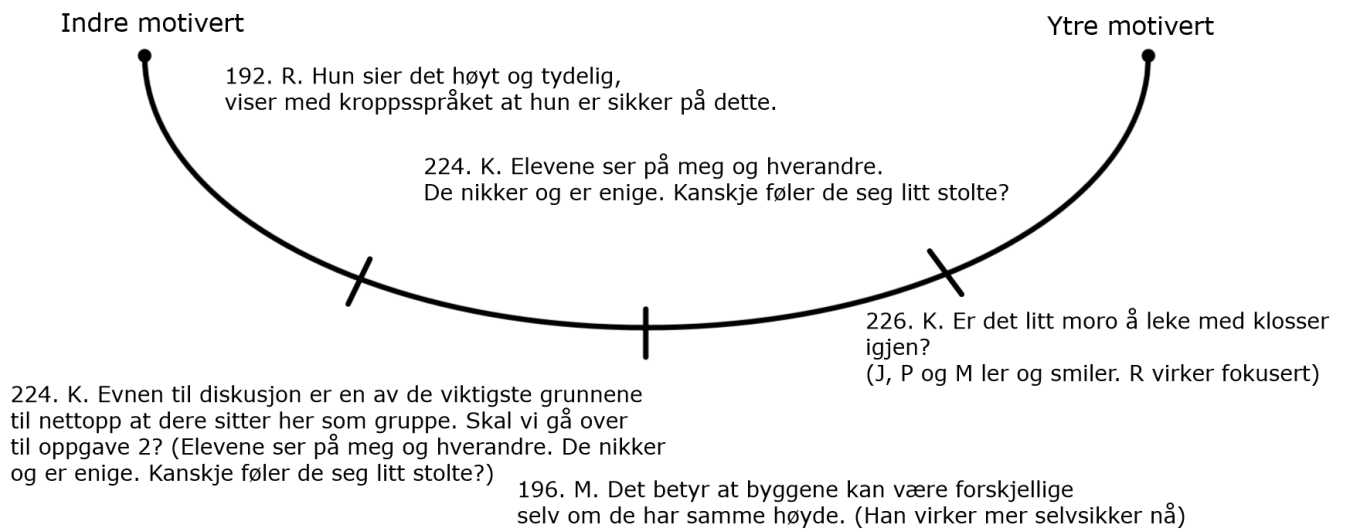 Indre motivert
Ytre motivert
192. R. Hun sier det høyt og tydelig,
viser med kroppsspråket at hun er sikker på dette.
224. K. Elevene ser på meg og hverandre.
De nikker og er enige. Kanskje føler de seg litt stolte?
226. K. Er det litt moro å leke med klosser
igjen?
(J, P og M ler og smiler. R virker fokusert)
224. K. Evnen til diskusjon er en av de viktigste grunnene
til nettopp at dere sitter her som gruppe. Skal vi gå over
til oppgave 2? (Elevene ser på meg og hverandre. De nikker
og er enige. Kanskje føler de seg litt stolte?)
196. M. Det betyr at byggene kan være forskjellige
selv om de har samme høyde. (Han virker mer selvsikker nå)